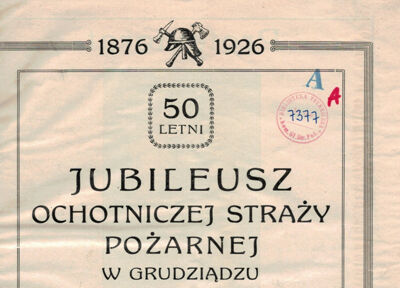 1876 1926
A
A
50
LETNI
7377
JUBILEUSZ
OCHOTNICZEJ STRAŻY
POŻARNEJ
W GRUDZIĄDZU